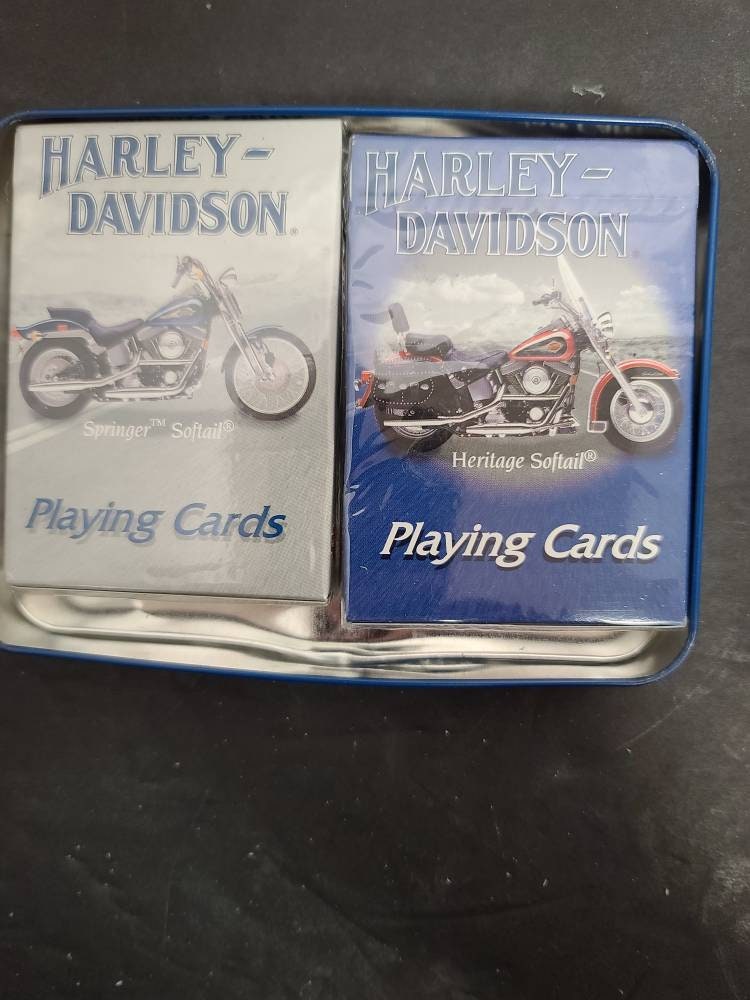 HARLEY-
DAVIDSON®
Springer™ Softail®
Playing Cards
HARLEY-
DAVIDSON
Heritage Softail®
Playing Cards